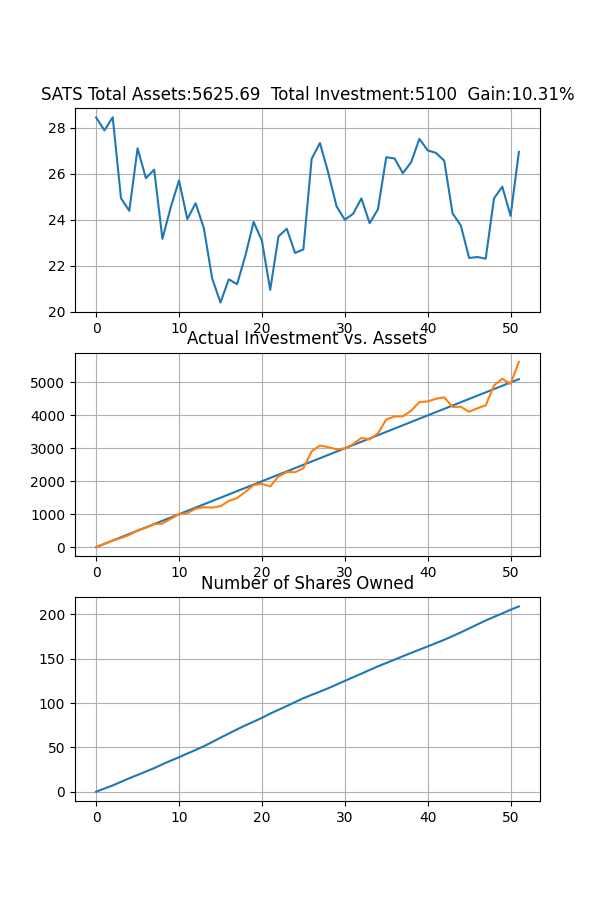 SATS Total Assets:5625.69  Total Investment:5100  Gain:10.31%
28
26
24
22
20
0 10 20 30 40 50
Actual Investment vs. Assets
5000
4000
3000
2000
1000
0
0 10 20 30 40 50
Number of Shares Owned
200
150
100
50
0
0 10 20 30 40 50